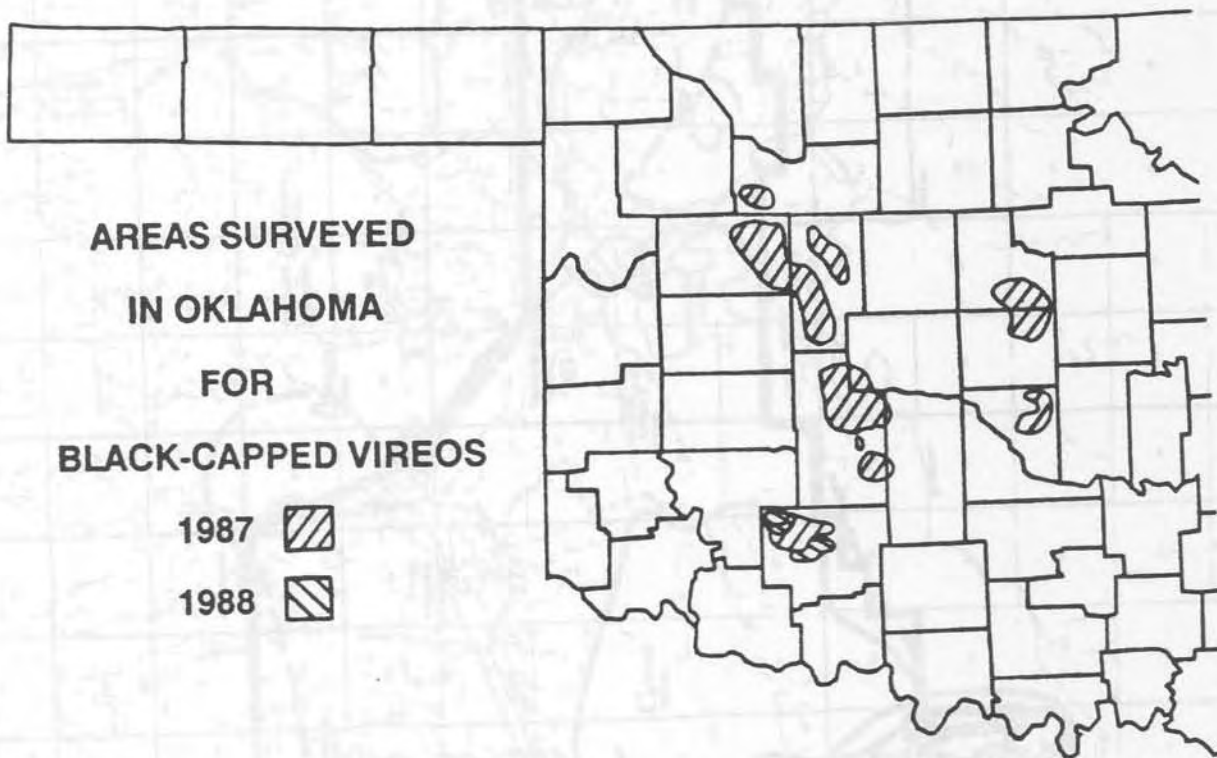 AREAS SURVEYED
IN OKLAHOMA
FOR
BLACK-CAPPED VIREOS
1987
1988